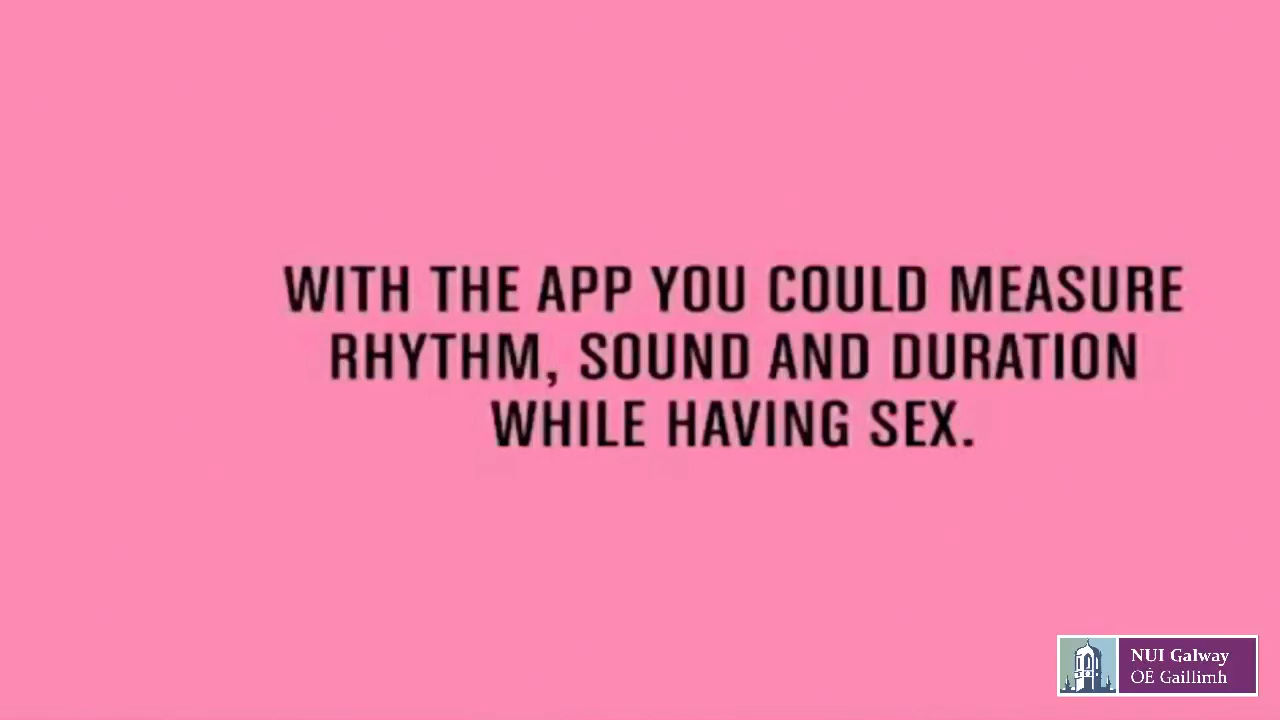 WITH THE APP YOU COULD MEASURE
RHYTHM, SOUND AND DURATION
WHILE HAVING SEX.
NUI Galway
OÉ Gaillimh